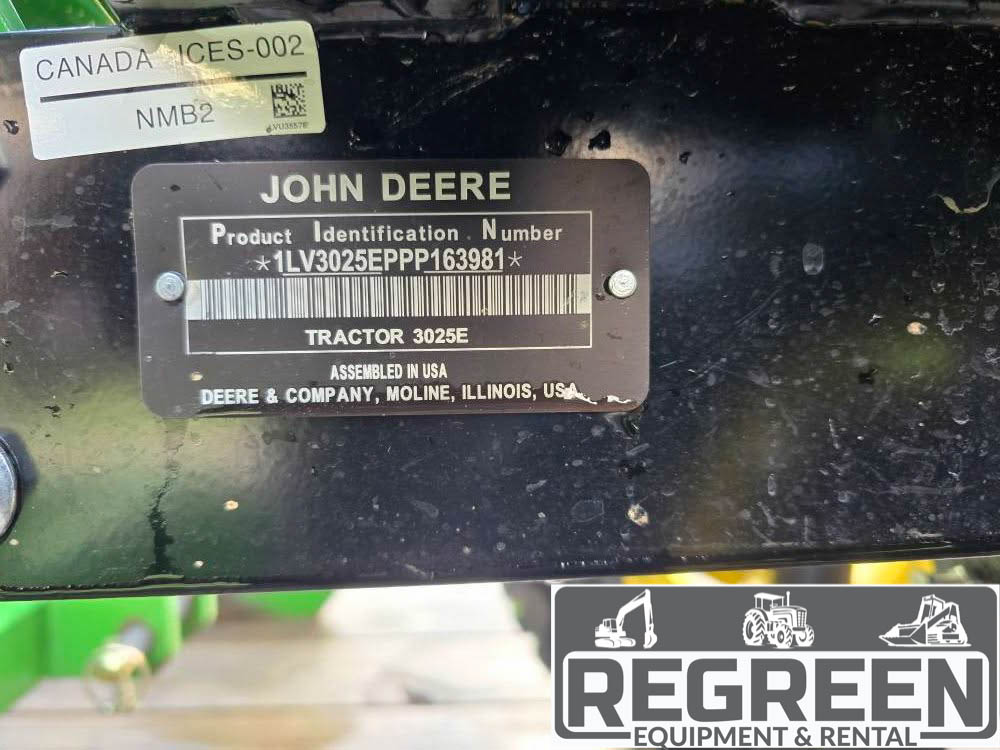 CANADA ICES-002
NMB2
JOHN DEERE
Product Identification Number
*1LV3025EPPP163981*
TRACTOR 3025E
ASSEMBLED IN USA
DEERE & COMPANY, MOLINE, ILLINOIS, USA
REGREEN
EQUIPMENT & RENTAL